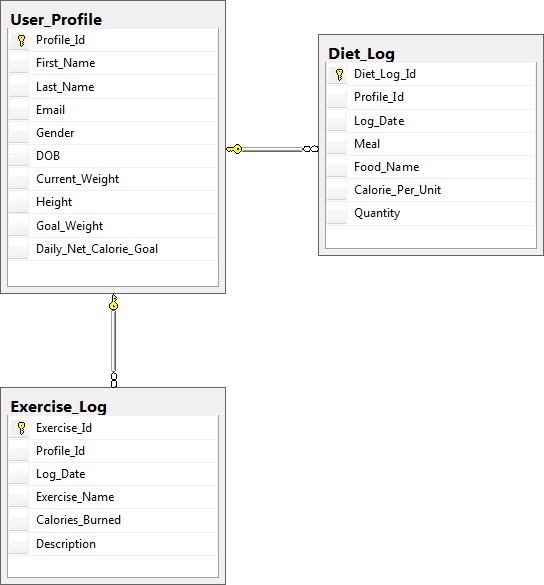 User_Profile
Profile_Id
First_Name
Last_Name
Email
Gender
DOB
Current_Weight
Height
Goal_Weight
Daily_Net_Calorie_Goal
Diet_Log
Diet_Log_Id
Profile_Id
Log_Date
Meal
Food_Name
Calorie_Per_Unit
Quantity
Exercise_Log
Exercise_Id
Profile_Id
Log_Date
Exercise_Name
Calories_Burned
Description